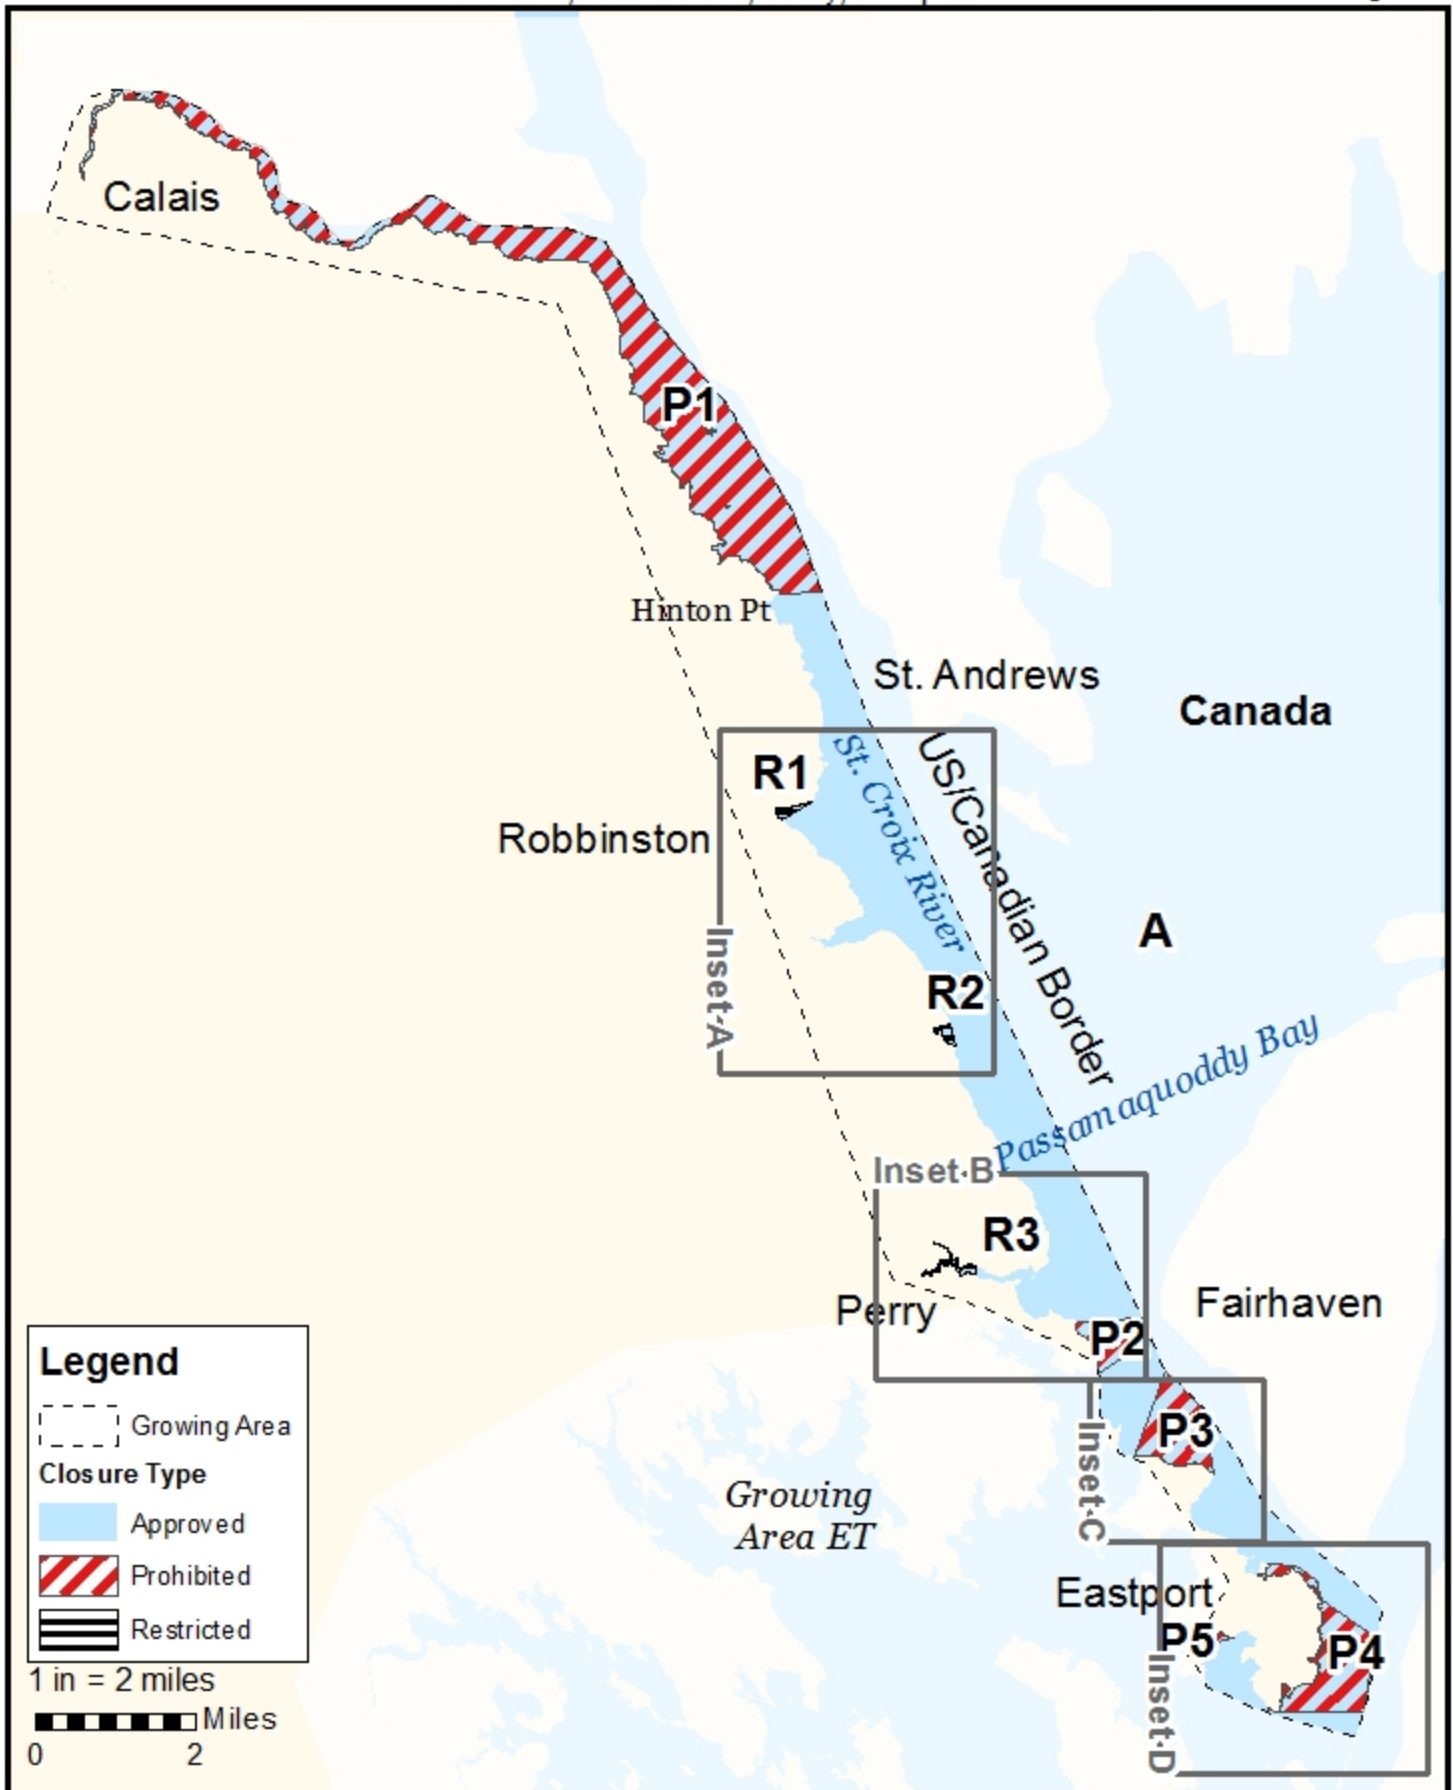 Calais
P1
Hinton Pt
St. Andrews
Canada
R1
St. Croix River
US/Canadian Border
Robbinston
A
Inset-A
R2
Passamaquoddy Bay
Inset-B
R3
Perry
Fairhaven
P2
P3
Inset-C
Growing
Area ET
Eastport
P5
P4
Inset-D
Legend
Growing Area
Closure Type
Approved
Prohibited
Restricted
1 in = 2 miles
Miles
0 2